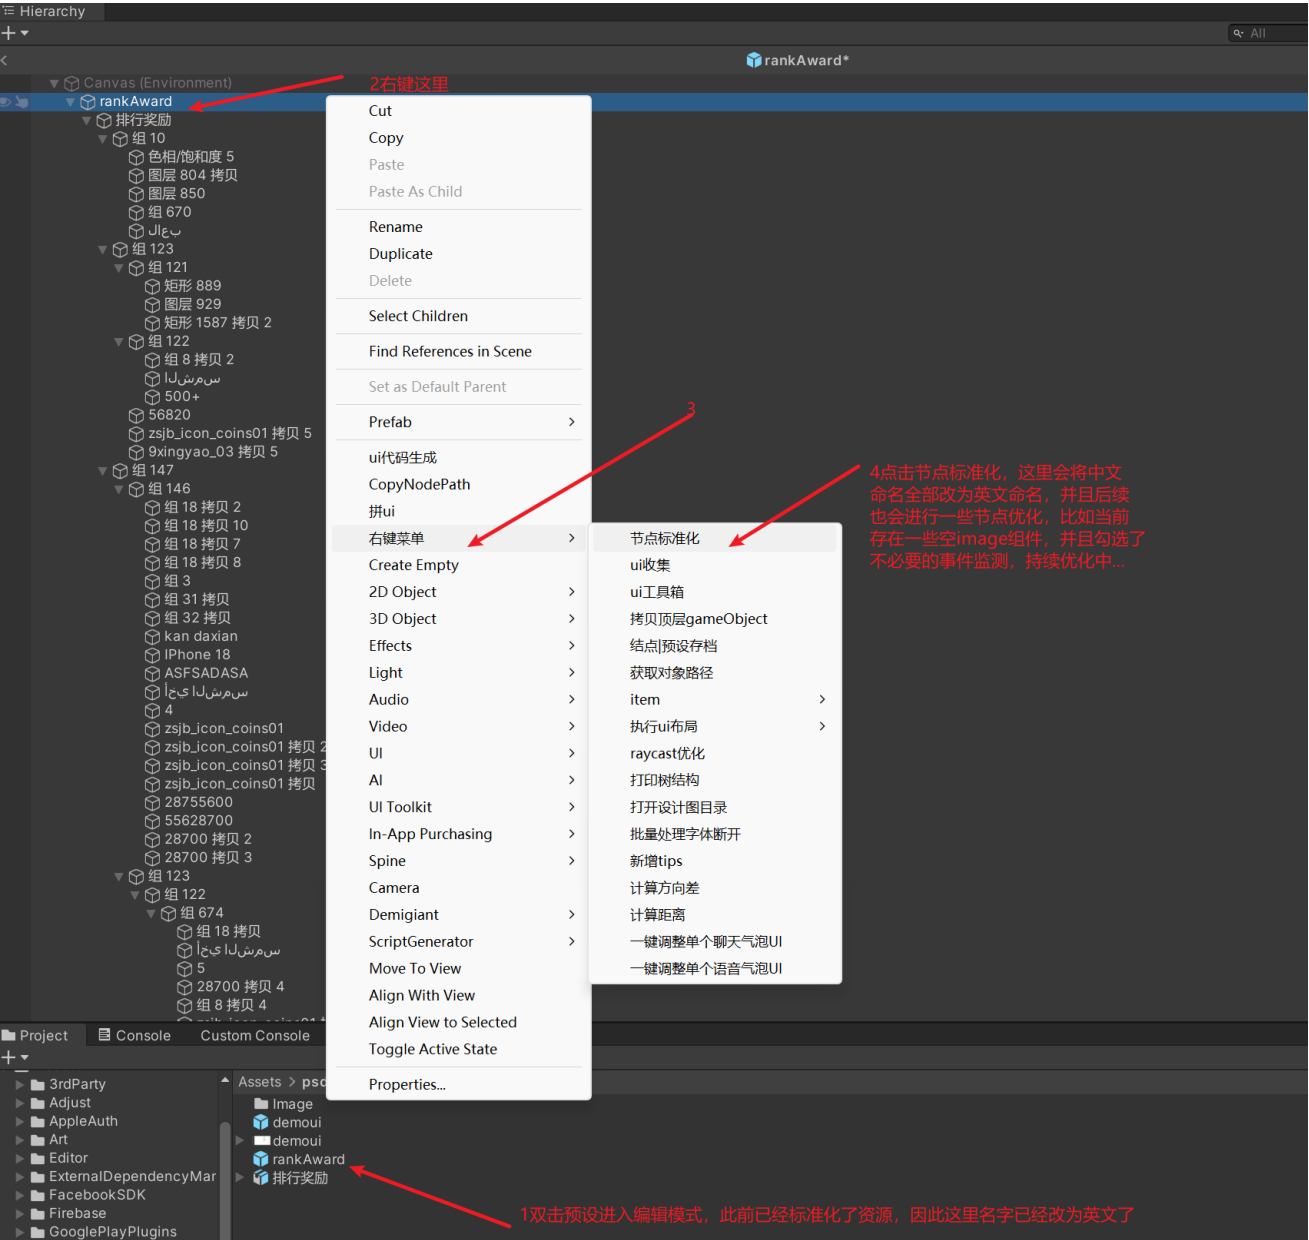 Hierarchy
All
rankAward*
Canvas (Environment)
2右键这里
rankAward
排行奖励
组 10
色相/饱和度 5
图层 804 拷贝
图层 850
组 670
组 123
组 121
矩形 889
图层 929
矩形 1587 拷贝 2
组 122
组 8 拷贝 2
500+
56820
zsjb_icon_coins01 拷贝 5
9xingyao_03 拷贝 5
组 147
组 146
组 18 拷贝 2
组 18 拷贝 10
组 18 拷贝 7
组 18 拷贝 8
组 3
组 31 拷贝
组 32 拷贝
kan daxian
IPhone 18
ASFSADASA
4
zsjb_icon_coins01
zsjb_icon_coins01 拷贝 2
zsjb_icon_coins01 拷贝 3
zsjb_icon_coins01 拷贝
28755600
55628700
28700 拷贝 2
28700 拷贝 3
组 123
组 122
组 674
组 18 拷贝
5
28700 拷贝 4
组 8 拷贝 4
Cut
Copy
Paste
Paste As Child
Rename
Duplicate
Delete
Select Children
Find References in Scene
Set as Default Parent
Prefab
ui代码生成
CopyNodePath
拼ui
右键菜单
Create Empty
2D Object
3D Object
Effects
Light
Audio
Video
UI
AI
UI Toolkit
In-App Purchasing
Spine
Camera
Demigiant
ScriptGenerator
Move To View
Align With View
Align View to Selected
Toggle Active State
Properties...
3
节点标准化
ui收集
ui工具箱
拷贝顶层gameObject
结点|预设存档
获取对象路径
item
执行ui布局
raycast优化
打印树结构
打开设计图目录
批量处理字体断开
新增tips
计算方向差
计算距离
一键调整单个聊天气泡UI
一键调整单个语音气泡UI
4点击节点标准化，这里会将中文
命名全部改为英文命名，并且后续
也会进行一些节点优化，比如当前
存在一些空image组件，并且勾选了
不必要的事件监测，持续优化中...
Project
Console
Custom Console
3rdParty
Adjust
AppleAuth
Art
Editor
ExternalDependencyMar
FacebookSDK
Firebase
GooglePlayPlugins
Assets > psd
Image
demoui
demoui
rankAward
排行奖励
1双击预设进入编辑模式，此前已经标准化了资源，因此这里名字已经改为英文了